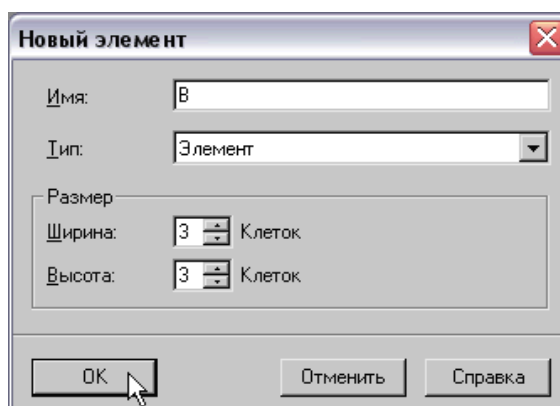 Новый элемент
Имя: В
Тип: Элемент
Размер
Ширина: 3 Клеток
Высота: 3 Клеток
OK Отменить Справка